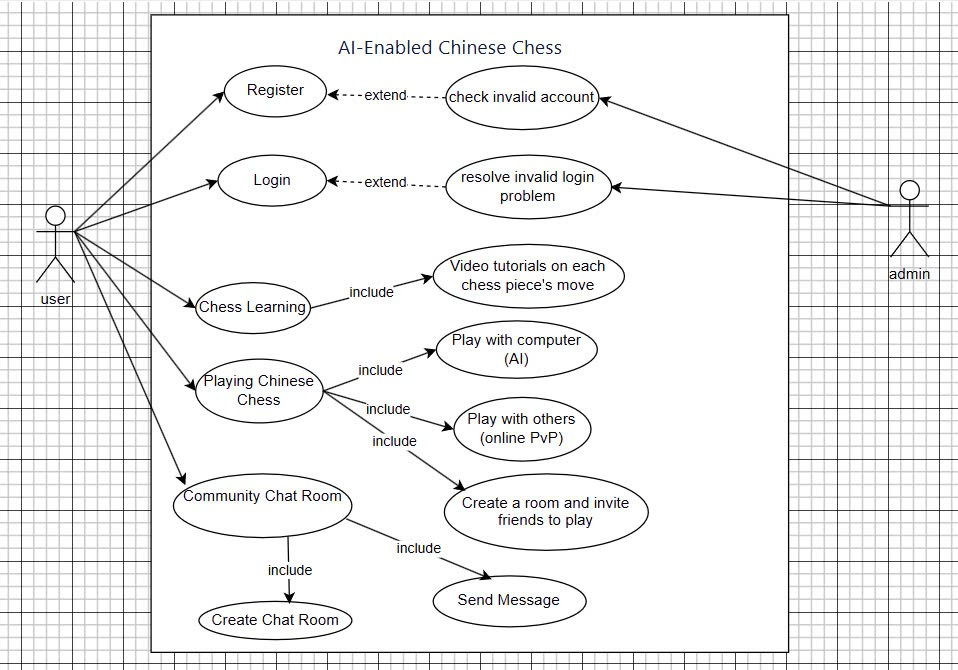 AI-Enabled Chinese Chess
Register
extend
check invalid account
Login
extend
resolve invalid login
problem
user
admin
Chess Learning
include
Video tutorials on each
chess piece's move
Playing Chinese
Chess
include
Play with computer
(AI)
include
Play with others
(online PvP)
include
Create a room and invite
friends to play
Community Chat Room
include
Send Message
include
Create Chat Room